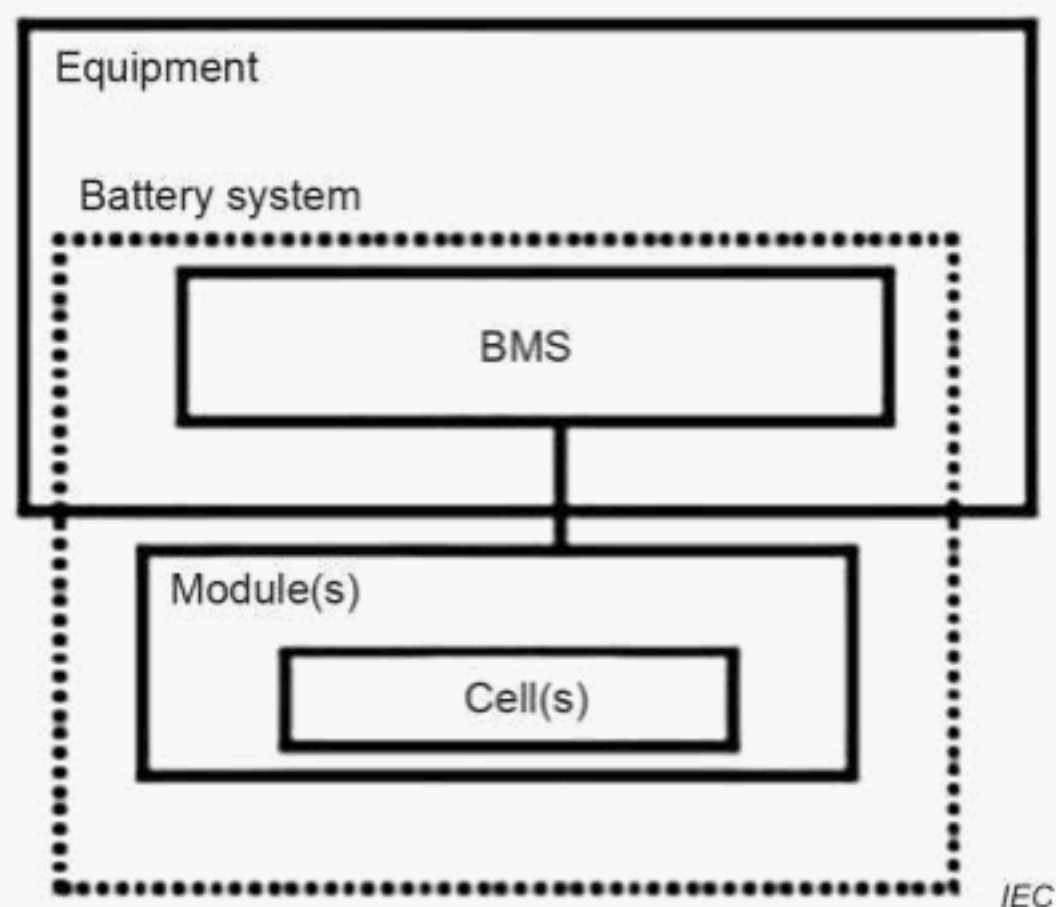 Equipment
Battery system
BMS
Module(s)
Cell(s)
IEC